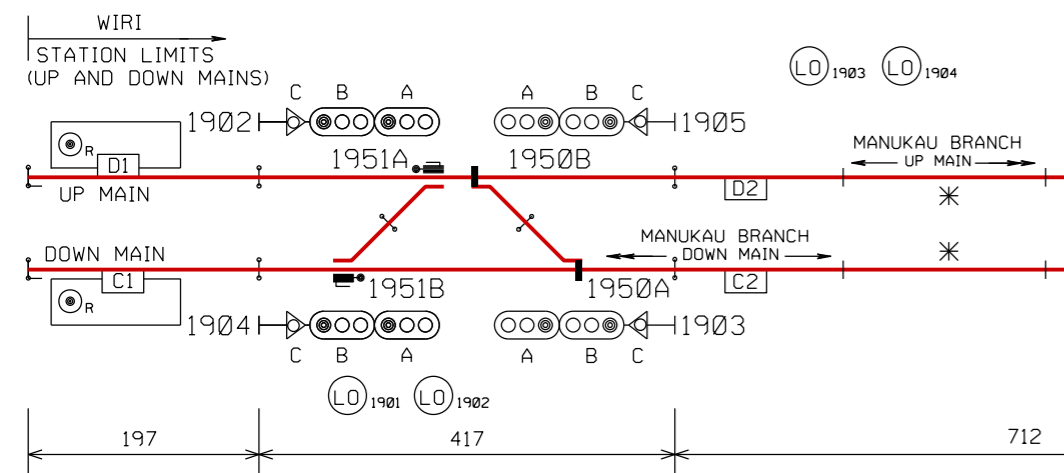 WIRI
STATION LIMITS
(UP AND DOWN MAINS)
LO 1903 LO 1904
C B A A B C
1902 1905
R
1951A 1950B
MANUKAU BRANCH
UP MAIN
D1
UP MAIN
D2
DOWN MAIN
MANUKAU BRANCH
DOWN MAIN
C1
1951B 1950A
C2
R
1904 1903
C B A A B C
LO 1901 LO 1902
197 417 712